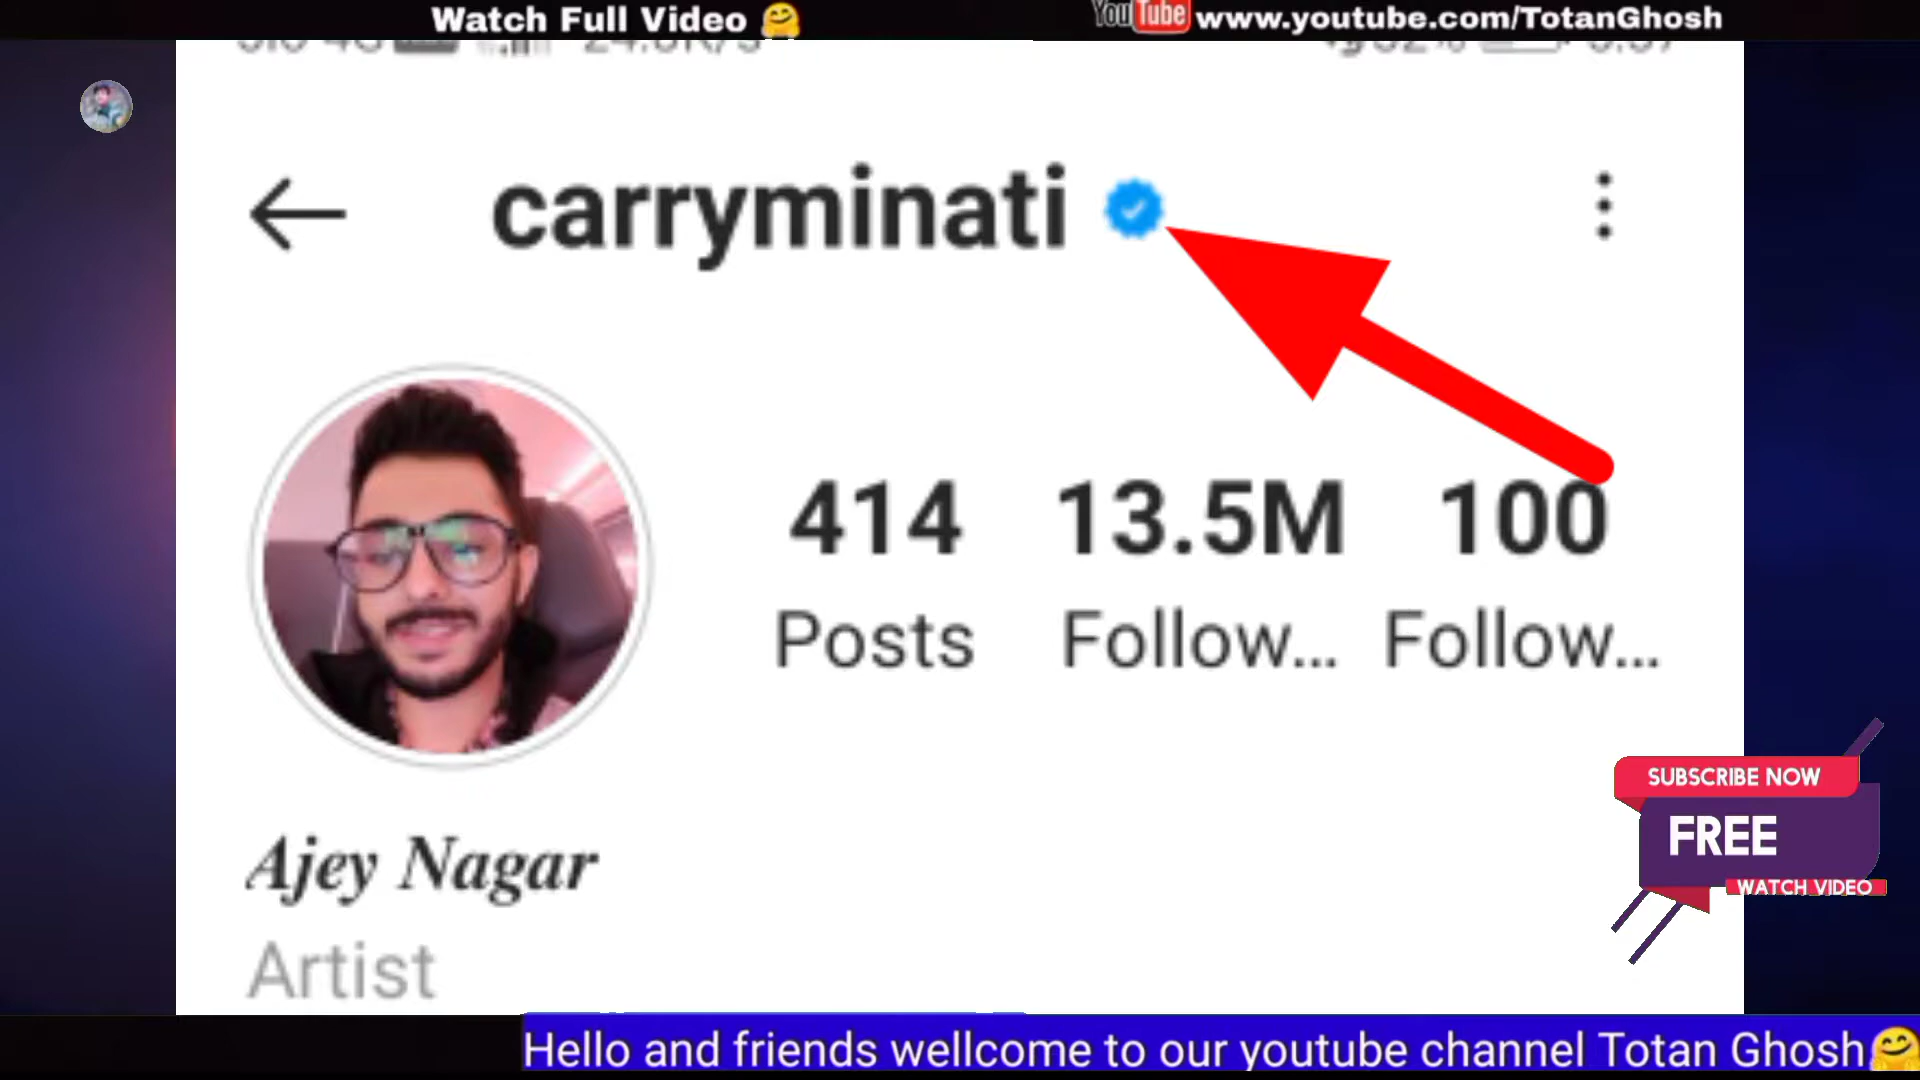 Watch Full Video 🤗
YouTube www.youtube.com/TotanGhosh
carryminati
414 13.5M 100
Posts Follow... Follow...
Ajey Nagar
Artist
SUBSCRIBE NOW
FREE
WATCH VIDEO
Hello and friends wellcome to our youtube channel Totan Ghosh🤗